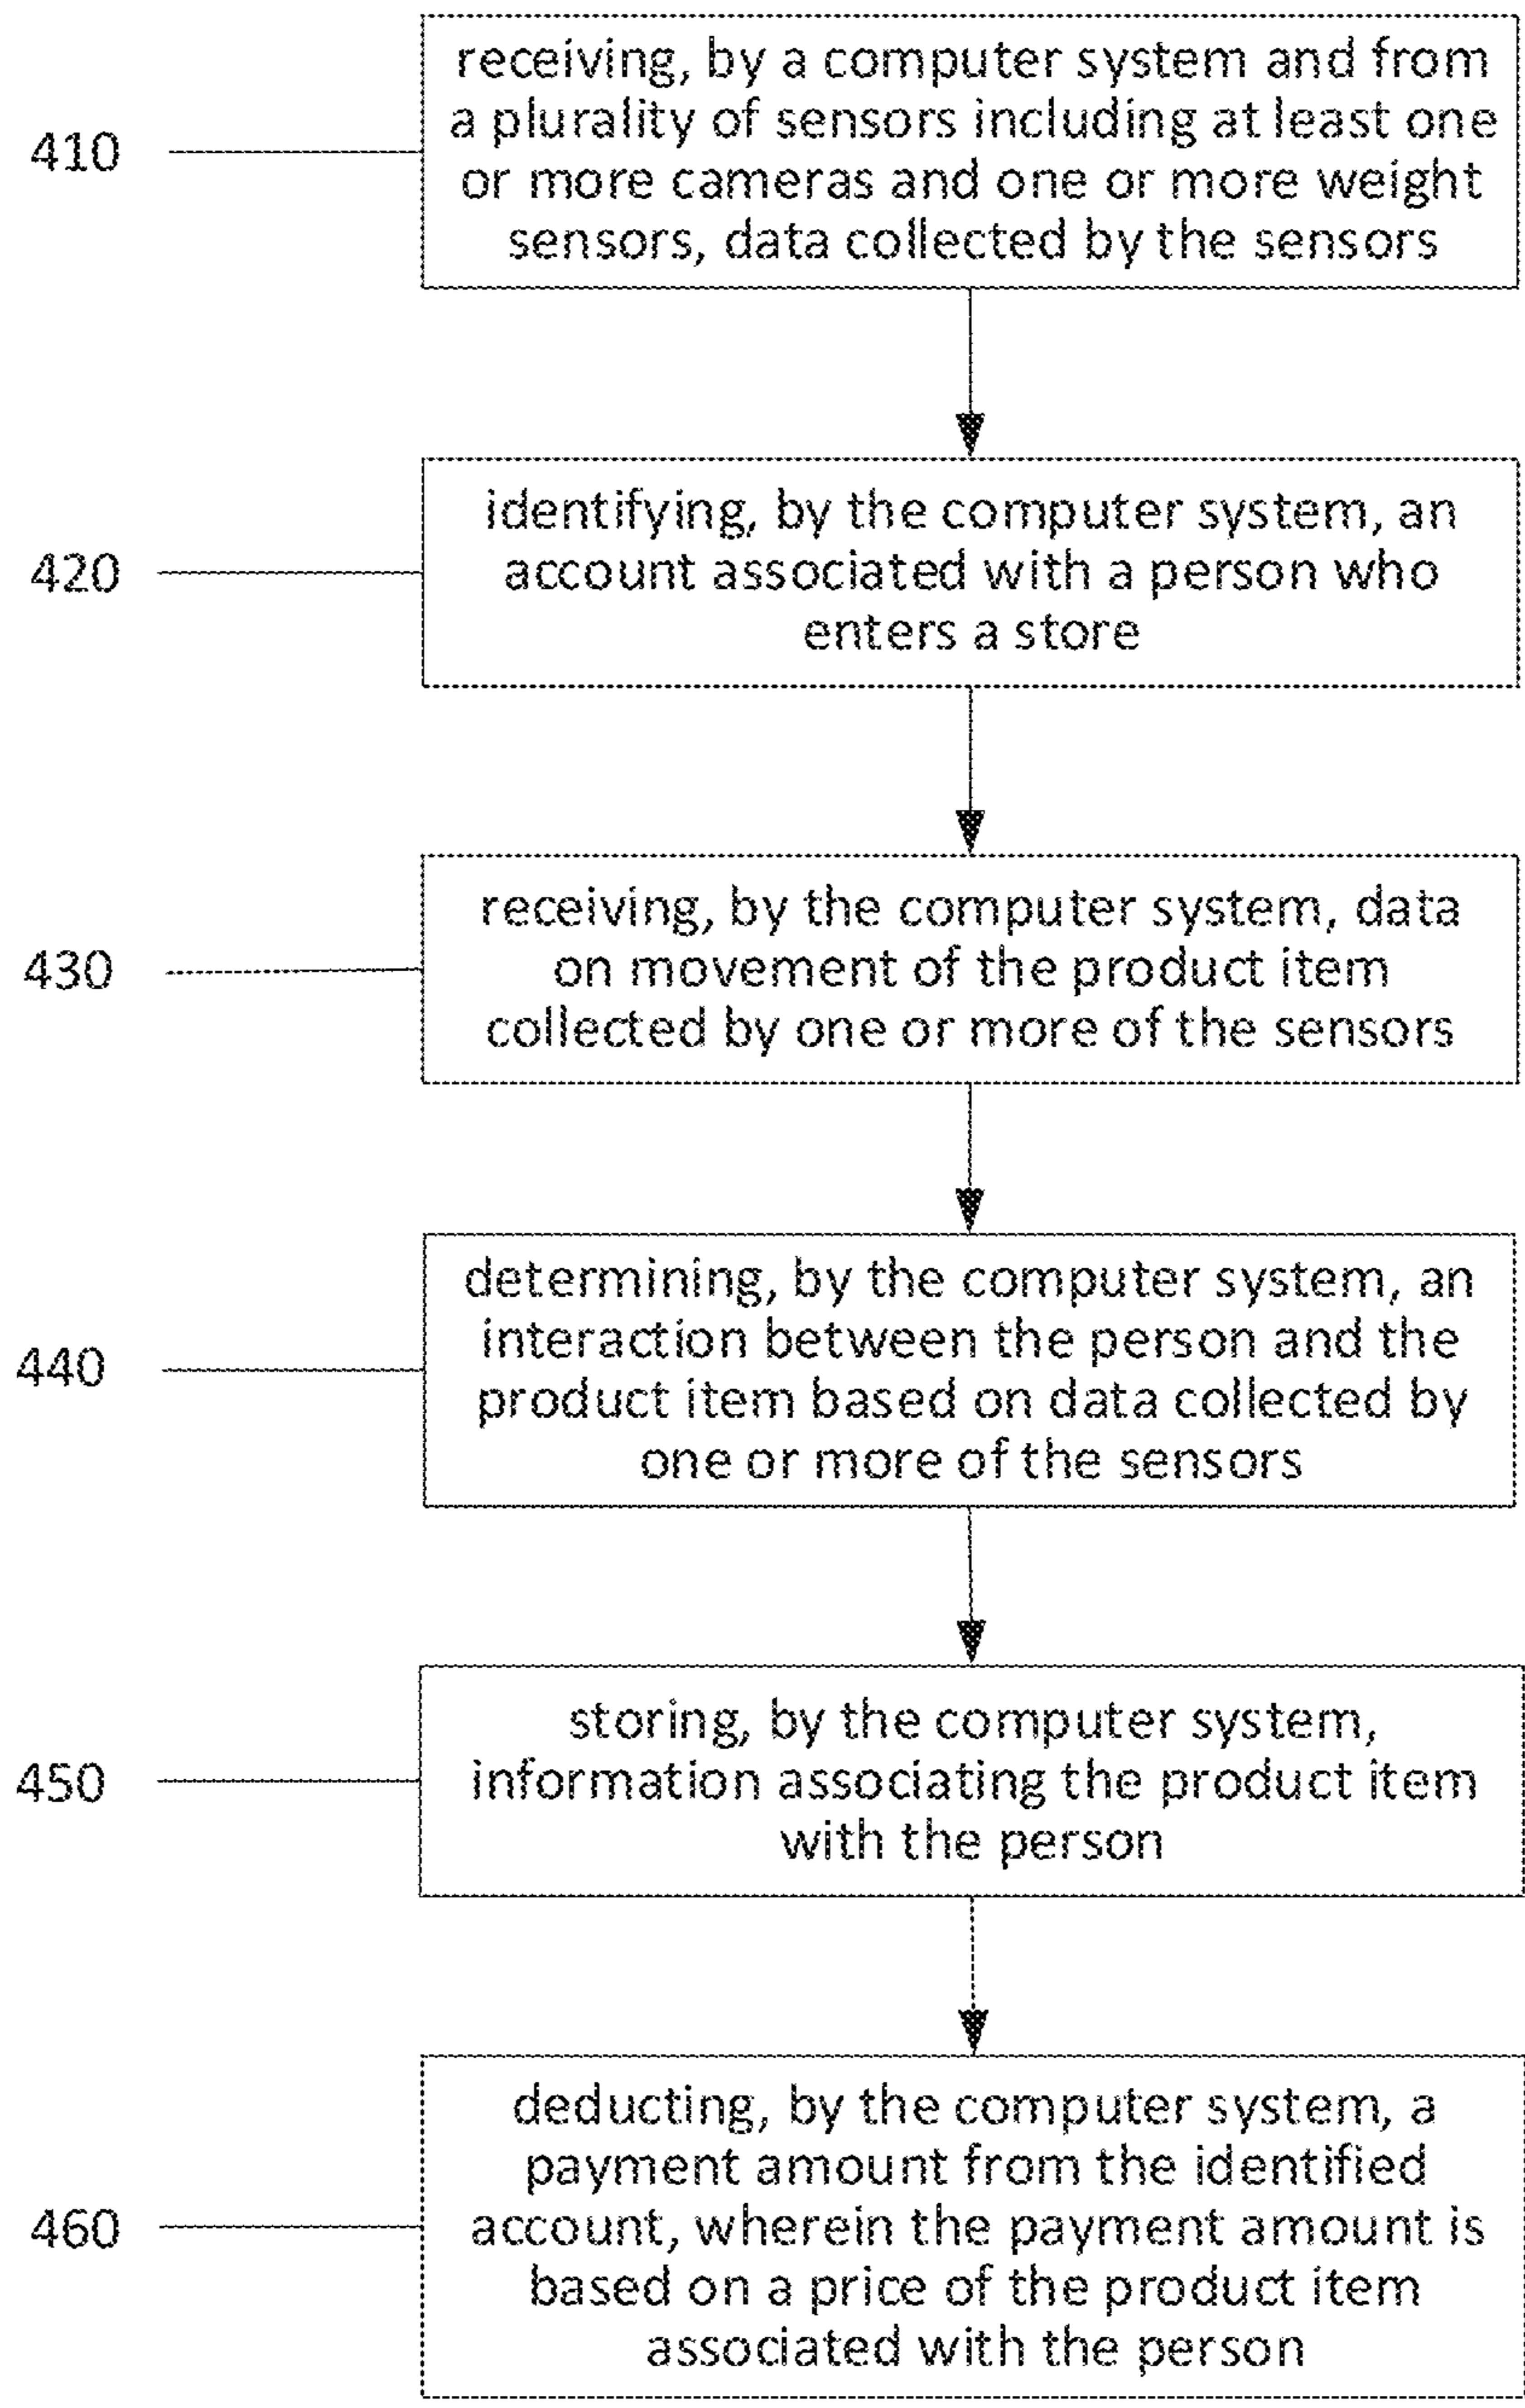 410
receiving, by a computer system and from
a plurality of sensors including at least one
or more cameras and one or more weight
sensors, data collected by the sensors
420
identifying, by the computer system, an
account associated with a person who
enters a store
430
receiving, by the computer system, data
on movement of the product item
collected by one or more of the sensors
440
determining, by the computer system, an
interaction between the person and the
product item based on data collected by
one or more of the sensors
450
storing, by the computer system,
information associating the product item
with the person
460
deducting, by the computer system, a
payment amount from the identified
account, wherein the payment amount is
based on a price of the product item
associated with the person